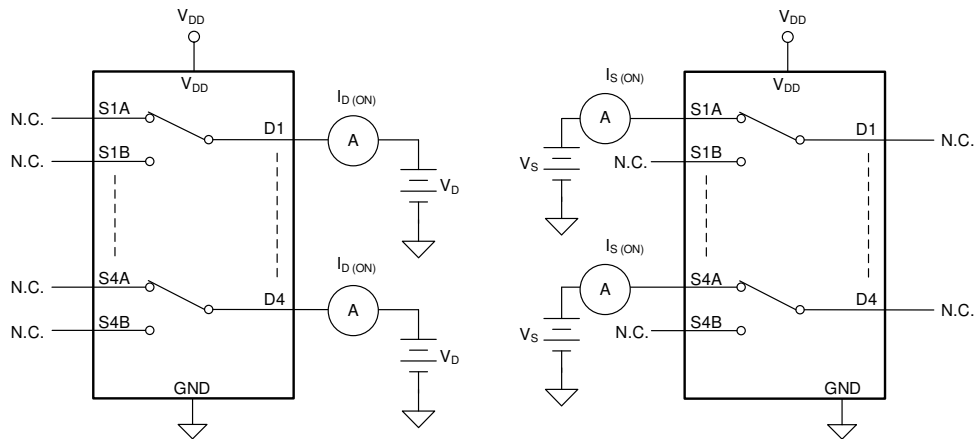 VDD
VDD
S1A
N.C.
D1
ID (ON)
A
S1B
N.C.
VD
S4A
N.C.
D4
ID (ON)
A
S4B
N.C.
VD
GND
VDD
VDD
IS (ON)
A
S1A
D1
N.C.
VS
N.C.
S1B
IS (ON)
A
S4A
D4
N.C.
VS
N.C.
S4B
GND